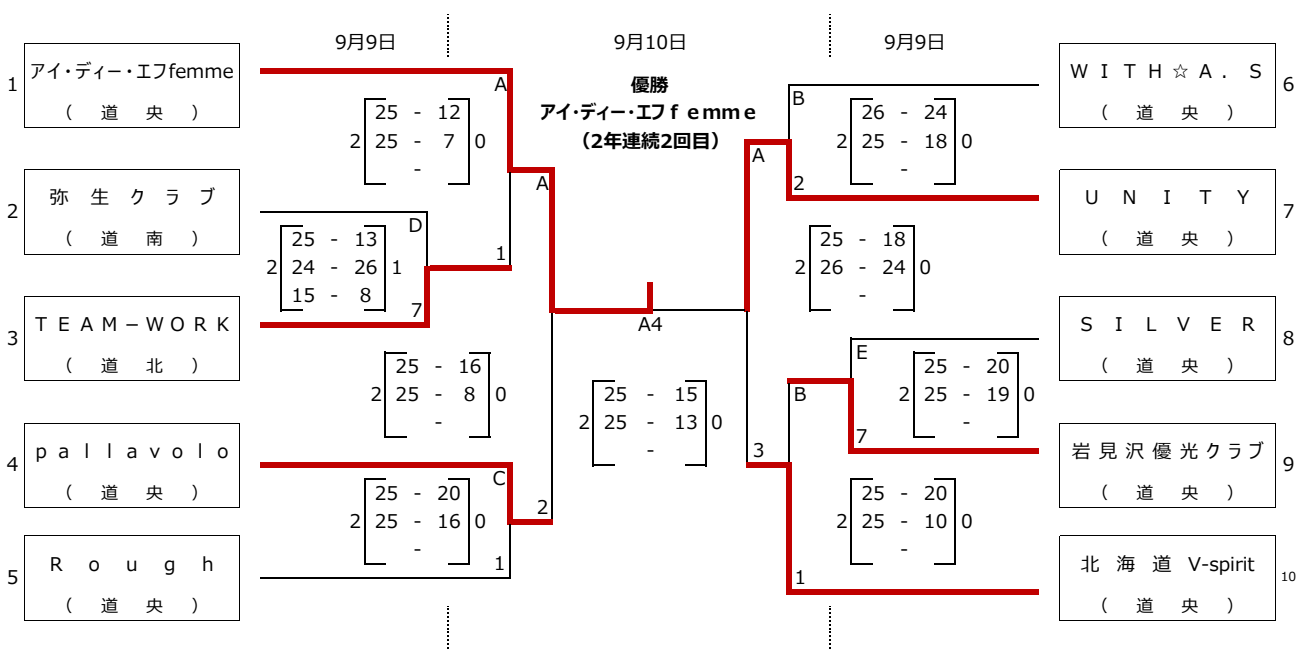 9月9日
9月10日
9月9日
優勝
アイ・ディー・エフfemme
(2年連続2回目)
1
アイ・ディー・エフfemme
(道央)
2
弥生クラブ
(道南)
3
TEAM-WORK
(道北)
4
pallavolo
(道央)
5
Rough
(道央)
A
1
2
25 - 12
25 - 7
-
0
D
7
2
25 - 13
24 - 26
15 - 8
1
A
2
2
25 - 16
25 - 8
-
0
C
1
2
25 - 20
25 - 16
-
0
A4
2
25 - 15
25 - 13
-
0
B
2
2
26 - 24
25 - 18
-
0
A
3
2
25 - 18
26 - 24
-
0
E
7
2
25 - 20
25 - 19
-
0
B
1
2
25 - 20
25 - 10
-
0
WITH☆A.S
(道央)
6
UNITY
(道央)
7
SILVER
(道央)
8
岩見沢優光クラブ
(道央)
9
北海道 V-spirit
(道央)
10